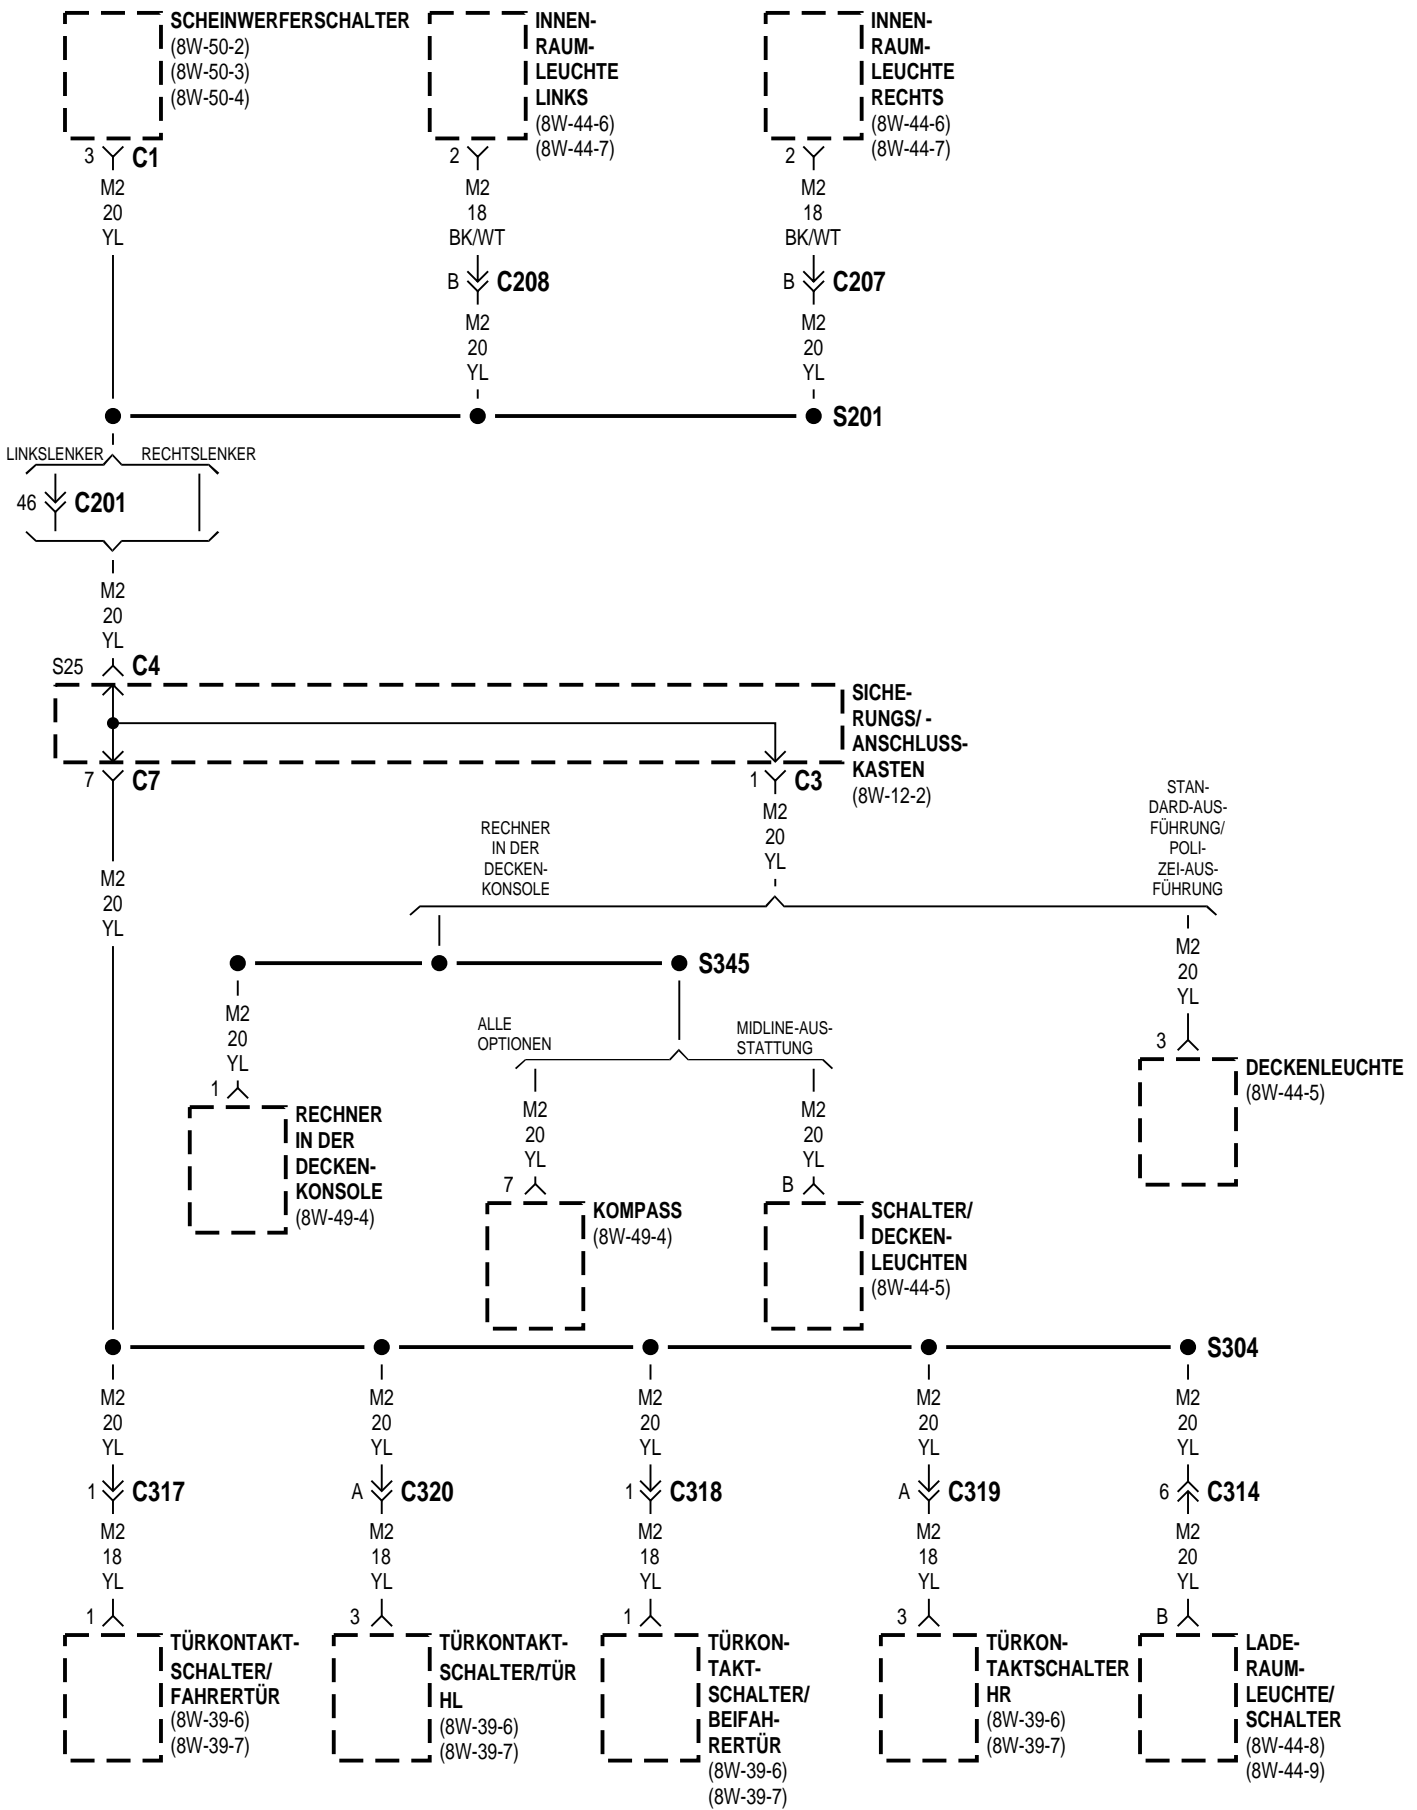 SCHEINWERFERSCHALTER
(8W-50-2)
(8W-50-3)
(8W-50-4)
3
C1
M2
20
YL
INNEN-
RAUM-
LEUCHTE
LINKS
(8W-44-6)
(8W-44-7)
2
M2
18
BK/WT
B
C208
M2
20
YL
INNEN-
RAUM-
LEUCHTE
RECHTS
(8W-44-6)
(8W-44-7)
2
M2
18
BK/WT
B
C207
M2
20
YL
S201
LINKSLENKER
RECHTSLENKER
46
C201
M2
20
YL
S25
C4
SICHE-
RUNGS/ -
ANSCHLUSS-
KASTEN
(8W-12-2)
7
C7
1
C3
M2
20
YL
M2
20
YL
RECHNER
IN DER
DECKEN-
KONSOLE
STAN-
DARD-AUS-
FÜHRUNG/
POLI-
ZEI-AUS-
FÜHRUNG
S345
M2
20
YL
1
RECHNER
IN DER
DECKEN-
KONSOLE
(8W-49-4)
ALLE
OPTIONEN
MIDLINE-AUS-
STATTUNG
M2
20
YL
7
KOMPASS
(8W-49-4)
M2
20
YL
B
SCHALTER/
DECKEN-
LEUCHTEN
(8W-44-5)
M2
20
YL
3
DECKENLEUCHTE
(8W-44-5)
S304
M2
20
YL
1
C317
M2
18
YL
1
TÜRKONTAKT-
SCHALTER/
FAHRERTÜR
(8W-39-6)
(8W-39-7)
M2
20
YL
A
C320
M2
18
YL
3
TÜRKONTAKT-
SCHALTER/TÜR
HL
(8W-39-6)
(8W-39-7)
M2
20
YL
1
C318
M2
18
YL
1
TÜRKON-
TAKT-
SCHALTER/
BEIFAH-
RERTÜR
(8W-39-6)
(8W-39-7)
M2
20
YL
A
C319
M2
18
YL
3
TÜRKON-
TAKTSCHALTER
HR
(8W-39-6)
(8W-39-7)
M2
20
YL
6
C314
M2
20
YL
B
LADE-
RAUM-
LEUCHTE/
SCHALTER
(8W-44-8)
(8W-44-9)